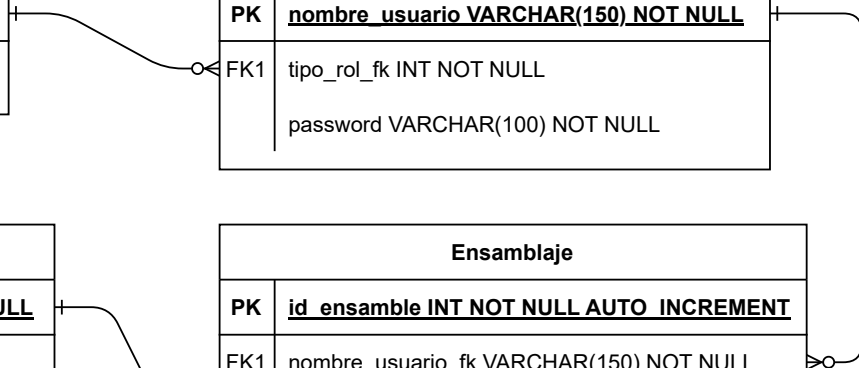 PK nombre_usuario VARCHAR(150) NOT NULL
FK1 tipo_rol_fk INT NOT NULL
password VARCHAR(100) NOT NULL
Ensamblaje
ULL PK id_ensamble INT NOT NULL AUTO_INCREMENT
FK1 nombre_usuario_fk VARCHAR(150) NOT NULL